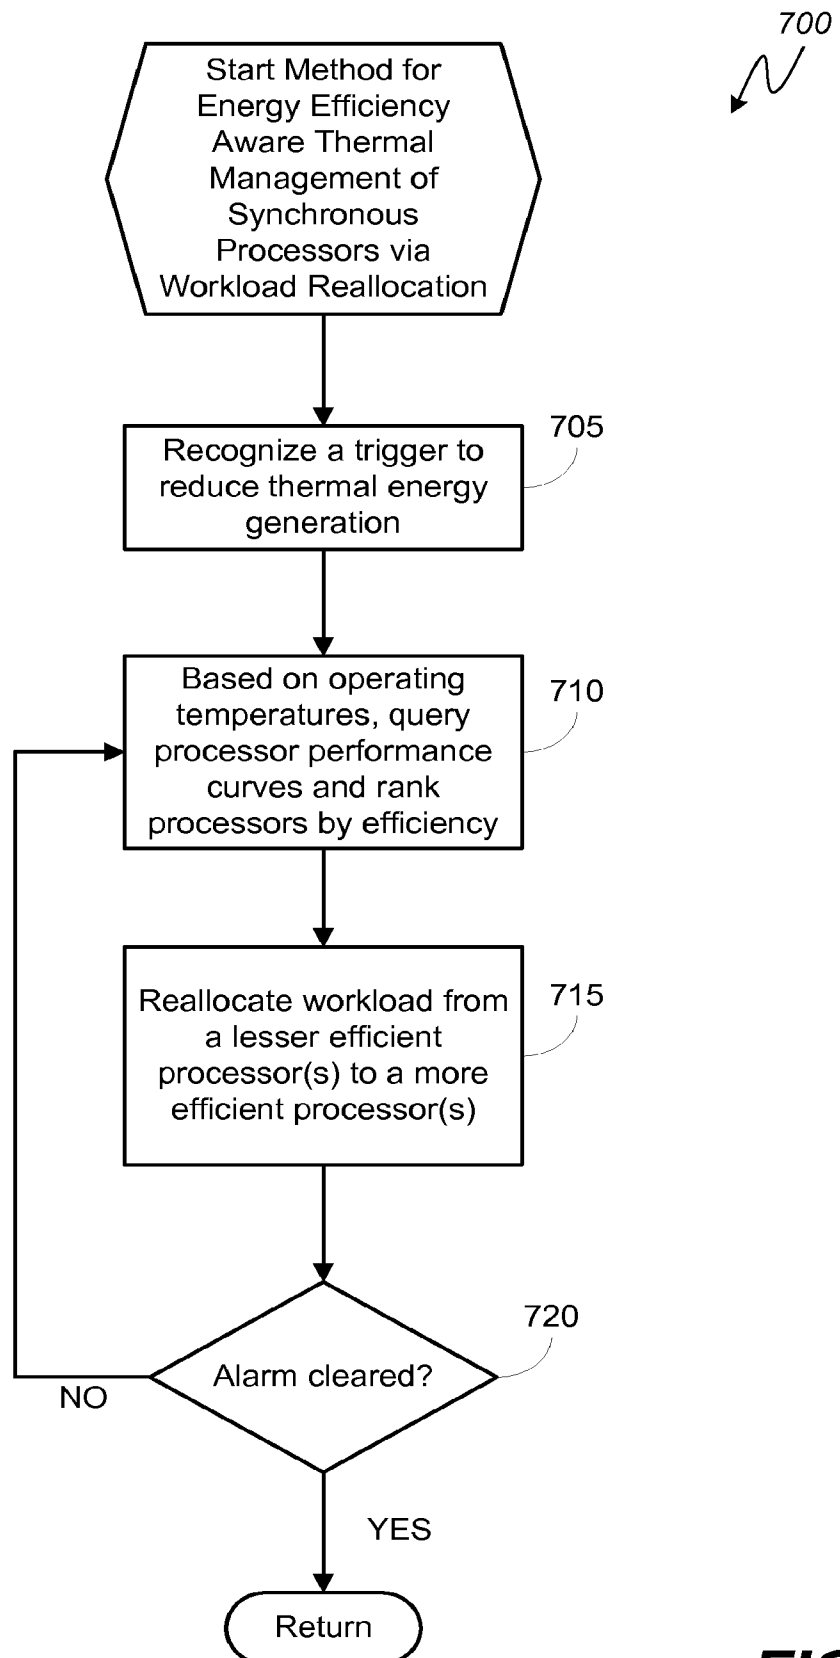 700
Start Method for
Energy Efficiency
Aware Thermal
Management of
Synchronous
Processors via
Workload Reallocation
705
Recognize a trigger to
reduce thermal energy
generation
710
Based on operating
temperatures, query
processor performance
curves and rank
processors by efficiency
715
Reallocate workload from
a lesser efficient
processor(s) to a more
efficient processor(s)
720
Alarm cleared?
NO
YES
Return